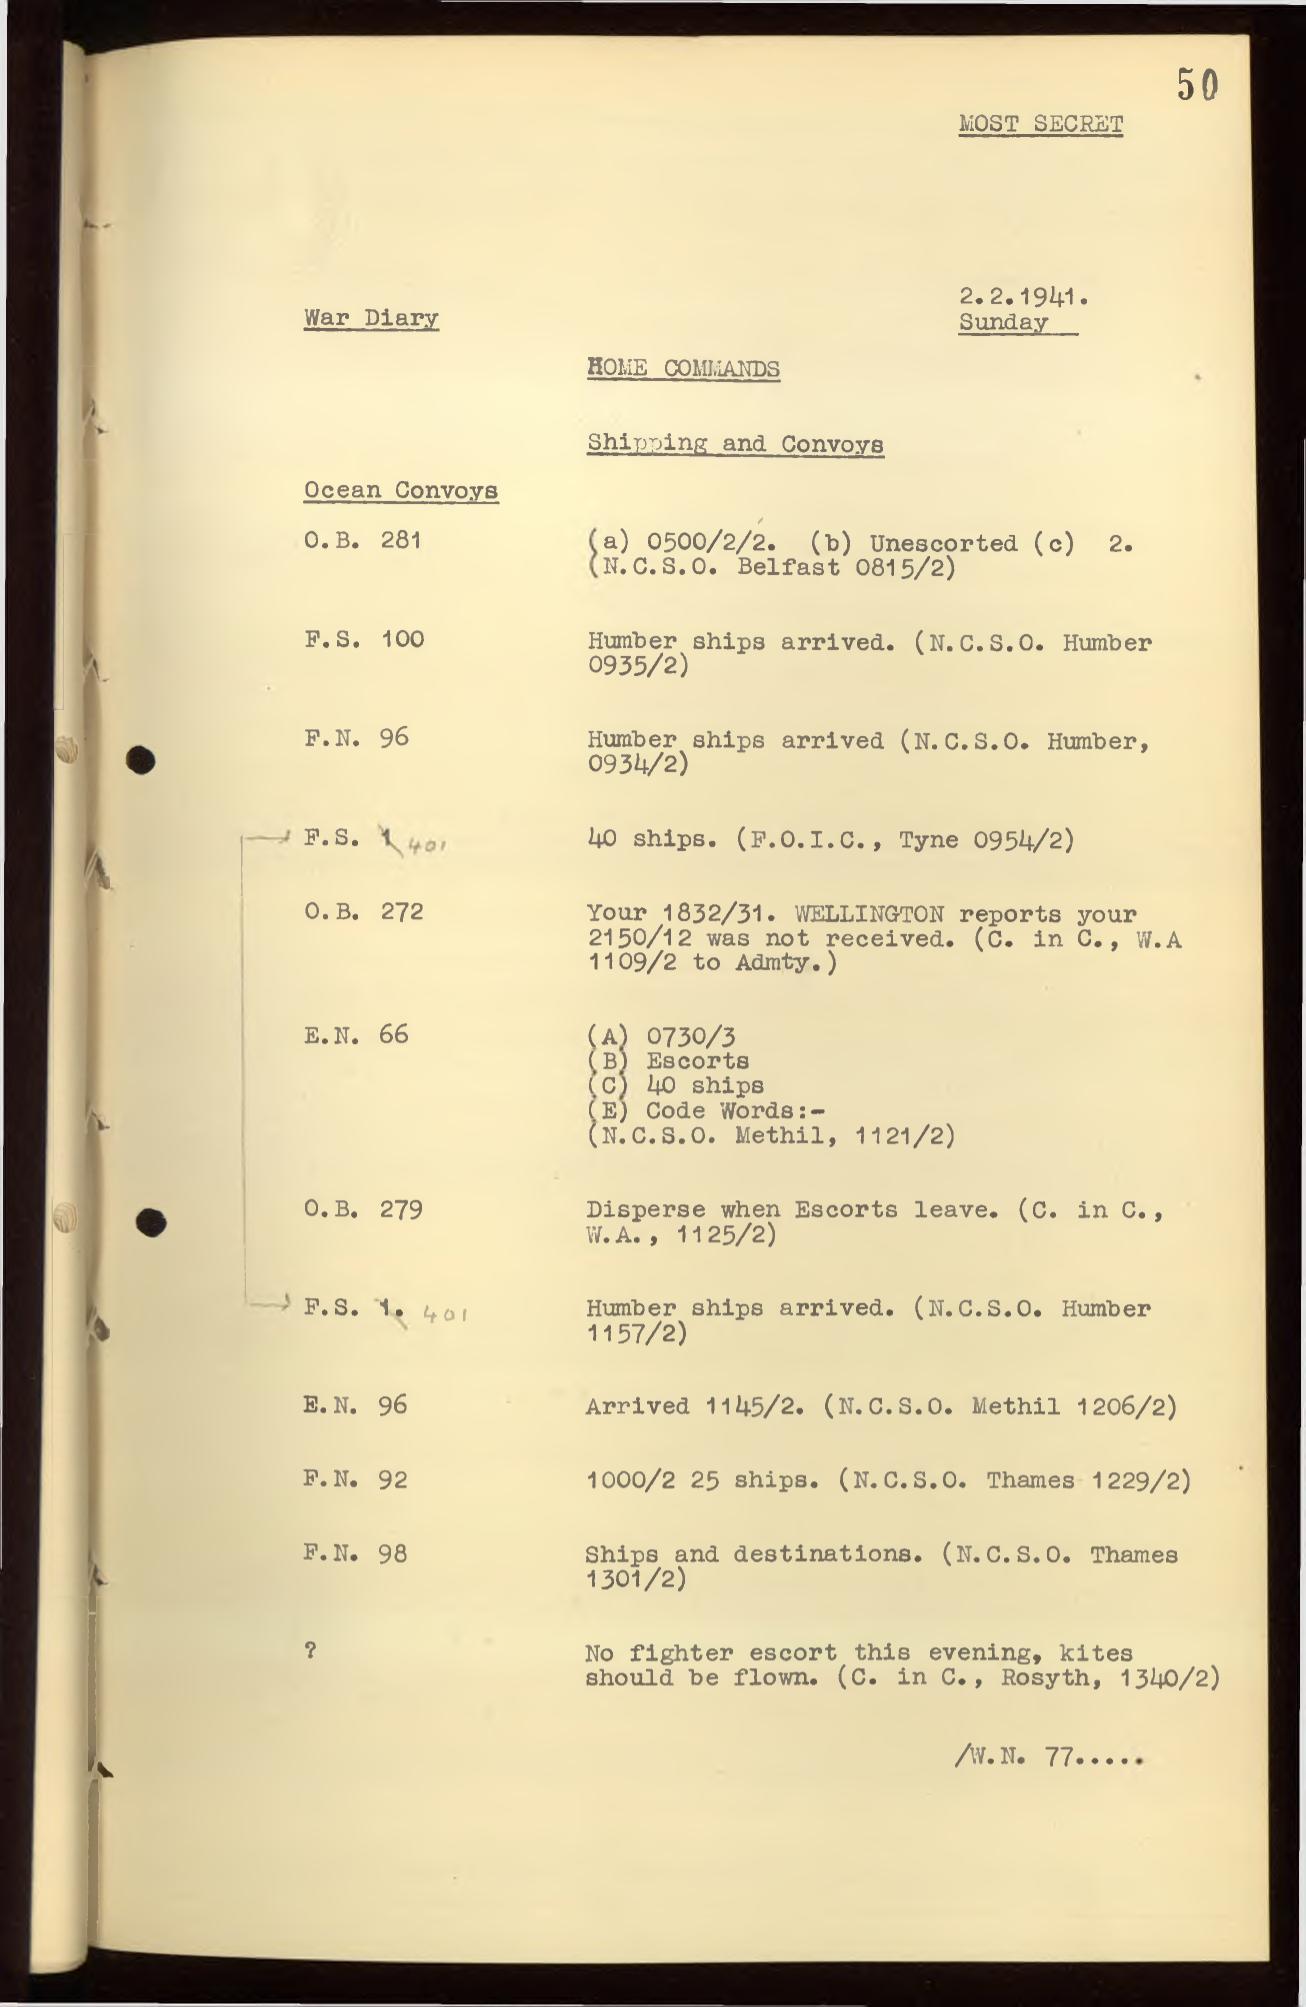 50
MOST SECRET
2.2.1941.
War Diary
Sunday
HOME COMMANDS
Shipping and Convoys
Ocean Convoys
O.B. 281 (a) 0500/2/2. (b) Unescorted (c) 2.
(N.C.S.O. Belfast 0815/2)
F.S. 100 Humber ships arrived. (N.C.S.O. Humber
0935/2)
F.N. 96 Humber ships arrived (N.C.S.O. Humber,
0934/2)
F.S. 1 401 40 ships. (F.O.I.C., Tyne 0954/2)
O.B. 272 Your 1832/31. WELLINGTON reports your
2150/12 was not received. (C. in C., W.A
1109/2 to Admty.)
E.N. 66 (A) 0730/3
(B) Escorts
(C) 40 ships
(E) Code Words:-
(N.C.S.O. Methil, 1121/2)
O.B. 279 Disperse when Escorts leave. (C. in C.,
W.A., 1125/2)
F.S. 1. 401 Humber ships arrived. (N.C.S.O. Humber
1157/2)
E.N. 96 Arrived 1145/2. (N.C.S.O. Methil 1206/2)
F.N. 92 1000/2 25 ships. (N.C.S.O. Thames 1229/2)
F.N. 98 Ships and destinations. (N.C.S.O. Thames
1301/2)
? No fighter escort this evening, kites
should be flown. (C. in C., Rosyth, 1340/2)
/W.N. 77.....